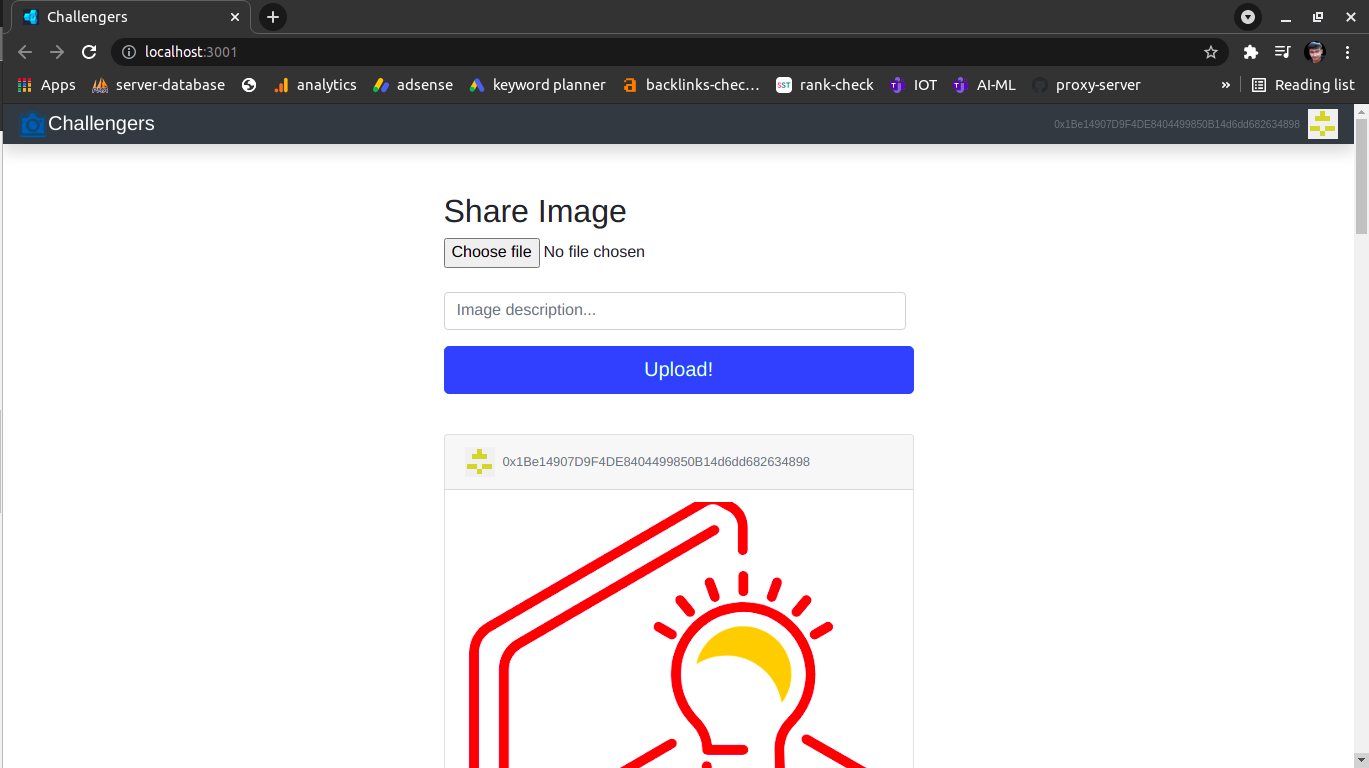 Challengers
localhost:3001
Apps server-database analytics adsense keyword planner backlinks-chec... SST rank-check IOT AI-ML proxy-server » Reading list
Challengers 0x1Be14907D9F4DE8404499850B14d6dd682634898
Share Image
Choose file No file chosen
Image description...
Upload!
0x1Be14907D9F4DE8404499850B14d6dd682634898